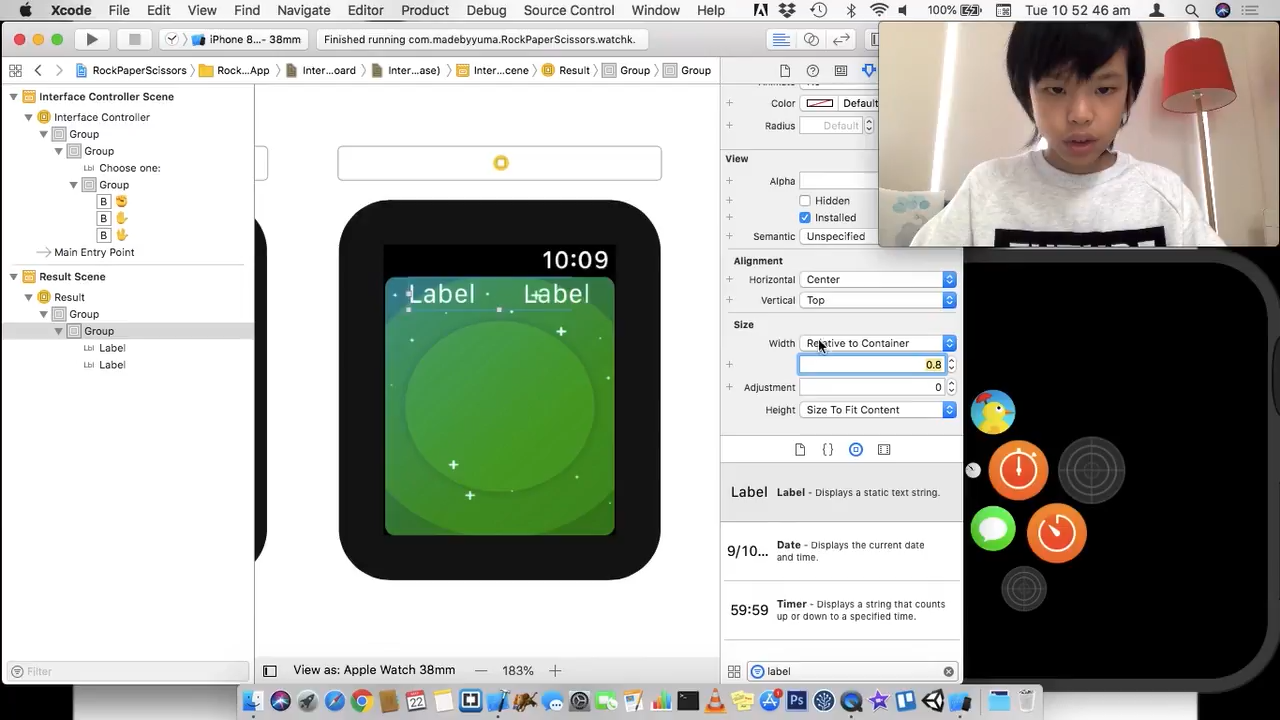 Xcode File Edit View Find Navigate Editor Product Debug Source Control Window Help 100% Tue 10 52 46 am
iPhone 8... - 38mm Finished running com.madebyyuma.RockPaperScissors.watchk.
RockPaperScissors Rock...App Inter...oard Inter...ase) Inter...cene Result Group Group
Interface Controller Scene
Interface Controller
Group
Group
Lbl Choose one:
Group
B
B
B
Main Entry Point
Result Scene
Result
Group
Group
Lbl Label
Lbl Label
Filter
10:09
Label Label
View as: Apple Watch 38mm — 183% +
Color Default
Radius Default
View
Alpha
Hidden
Installed
Semantic Unspecified
Alignment
Horizontal Center
Vertical Top
Size
Width Relative to Container
0.8
Adjustment 0
Height Size To Fit Content
Label Label - Displays a static text string.
9/10... Date - Displays the current date
and time.
59:59 Timer - Displays a string that counts
up or down to a specified time.
label